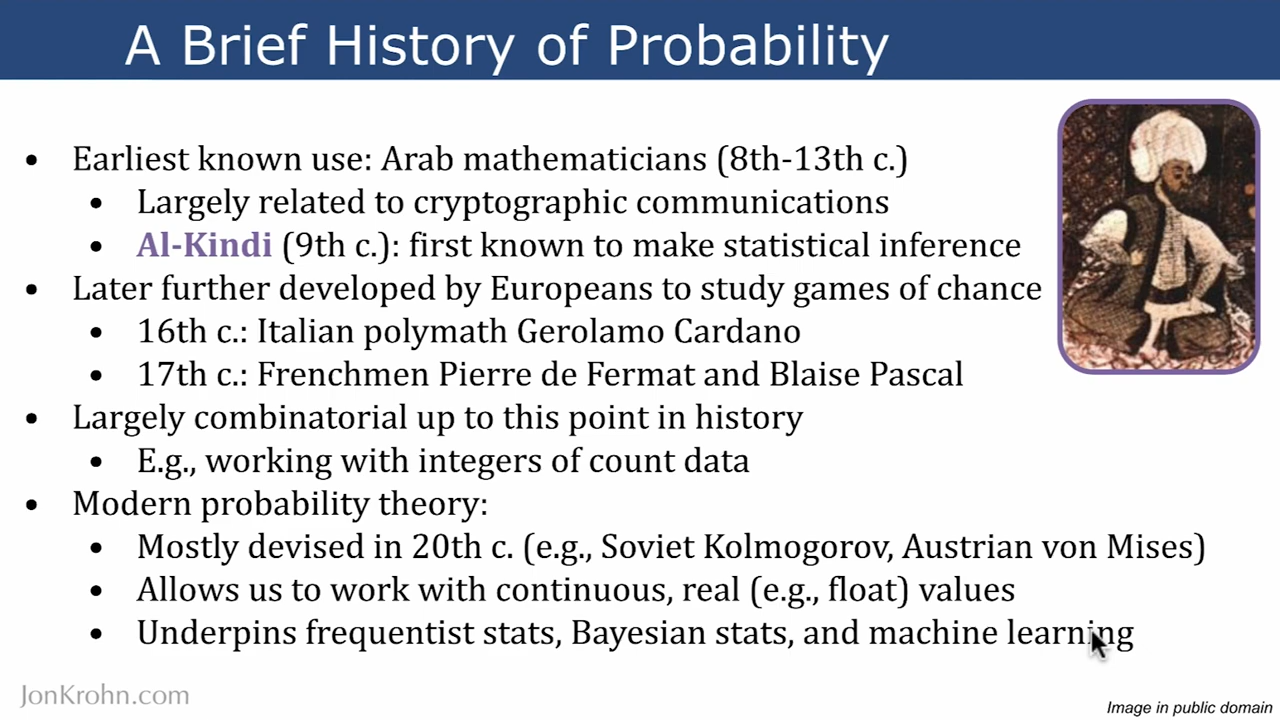 A Brief History of Probability
• Earliest known use: Arab mathematicians (8th-13th c.)
• Largely related to cryptographic communications
• Al-Kindi (9th c.): first known to make statistical inference
• Later further developed by Europeans to study games of chance
• 16th c.: Italian polymath Gerolamo Cardano
• 17th c.: Frenchmen Pierre de Fermat and Blaise Pascal
• Largely combinatorial up to this point in history
• E.g., working with integers of count data
• Modern probability theory:
• Mostly devised in 20th c. (e.g., Soviet Kolmogorov, Austrian von Mises)
• Allows us to work with continuous, real (e.g., float) values
• Underpins frequentist stats, Bayesian stats, and machine learning
JonKrohn.com
Image in public domain